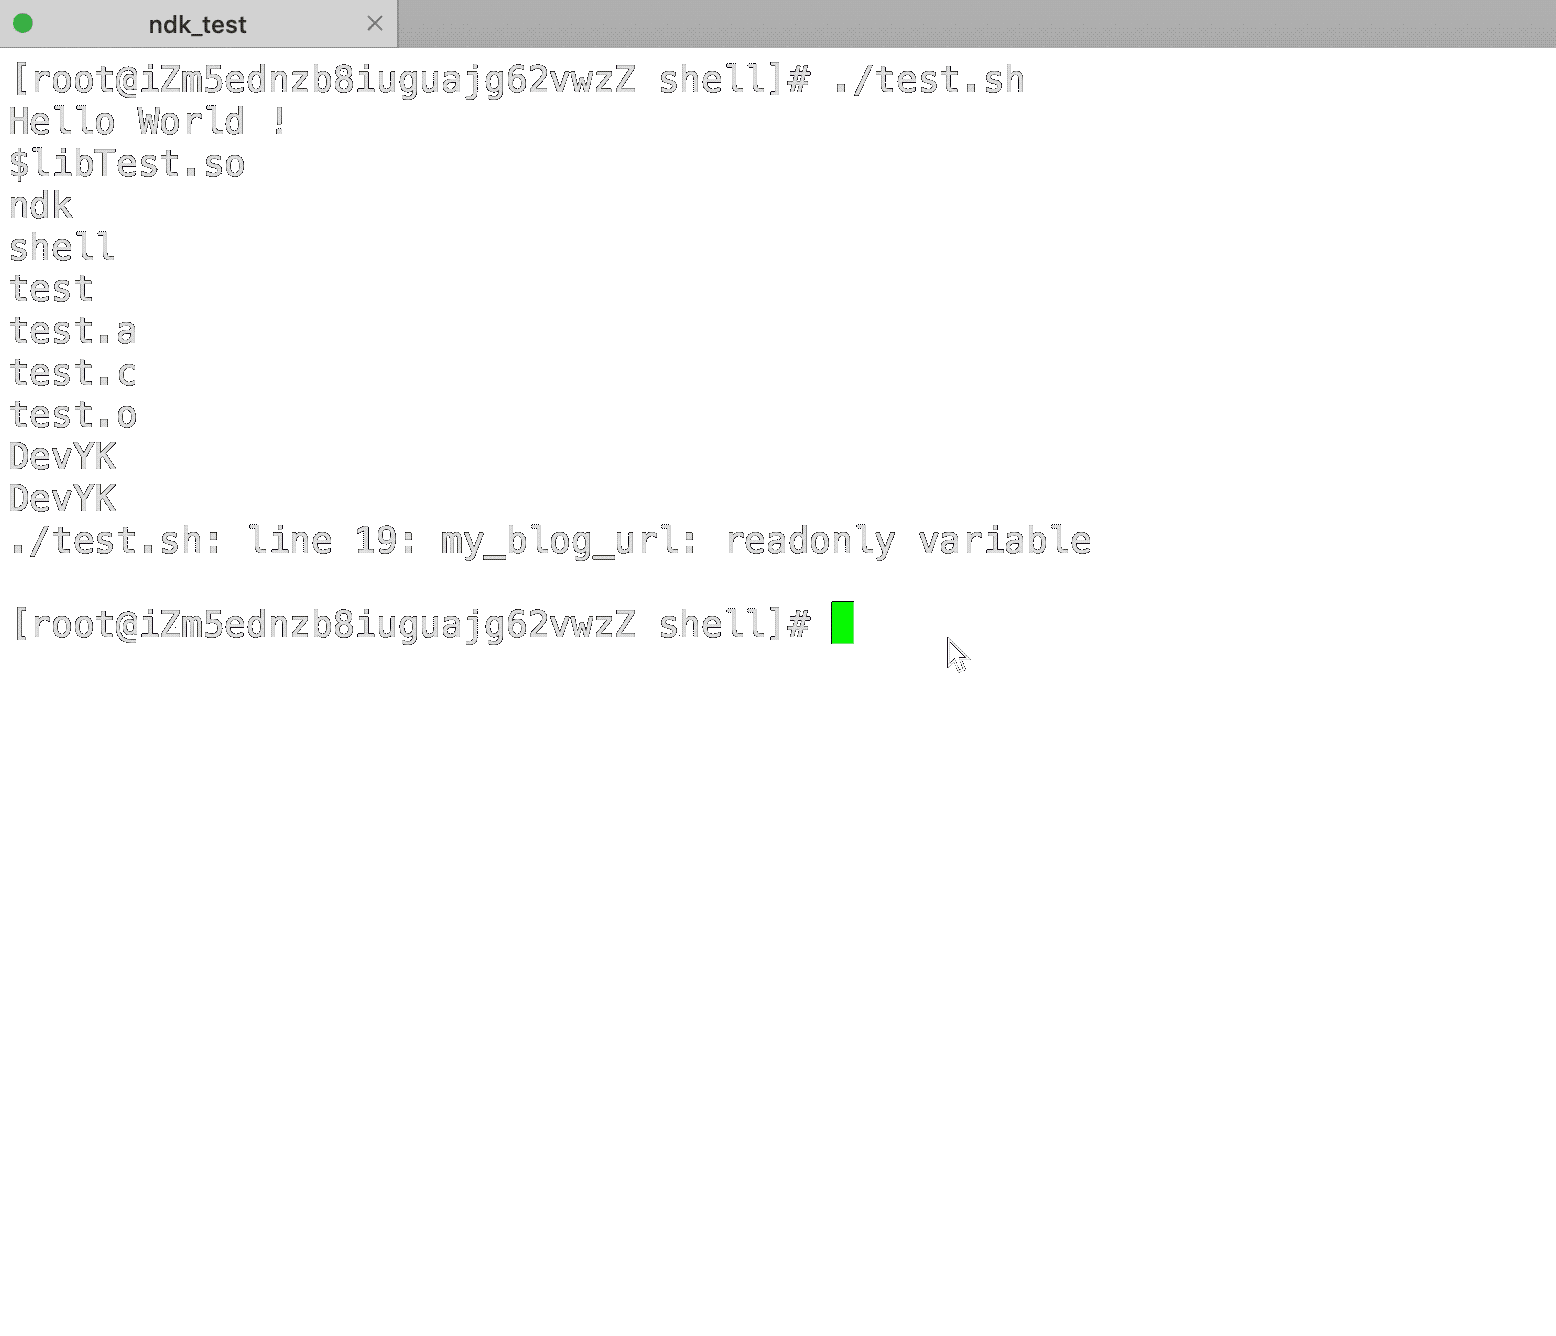 ndk_test
[root@iZm5ednzb8iuguajg62vwzZ shell]# ./test.sh
Hello World !
$libTest.so
ndk
shell
test
test.a
test.c
test.o
DevYK
DevYK
./test.sh: line 19: my_blog_url: readonly variable
[root@iZm5ednzb8iuguajg62vwzZ shell]#